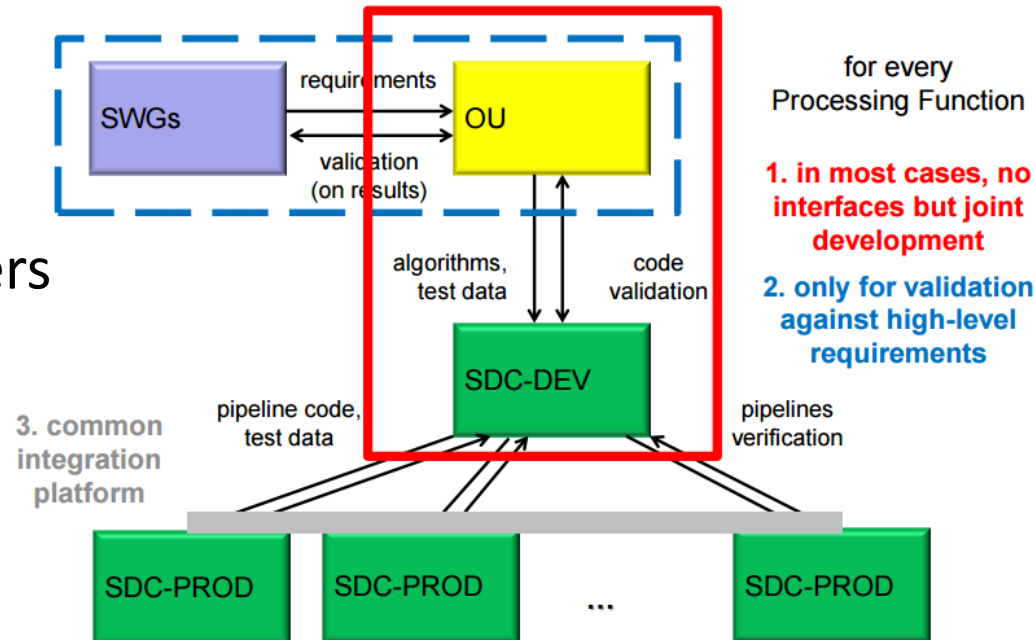 SWGs
requirements
validation
(on results)
OU
for every
Processing Function
1. in most cases, no
interfaces but joint
development
2. only for validation
against high-level
requirements
ers
algorithms,
test data
code
validation
SDC-DEV
3. common
integration
platform
pipeline code,
test data
pipelines
verification
SDC-PROD
SDC-PROD
...
SDC-PROD